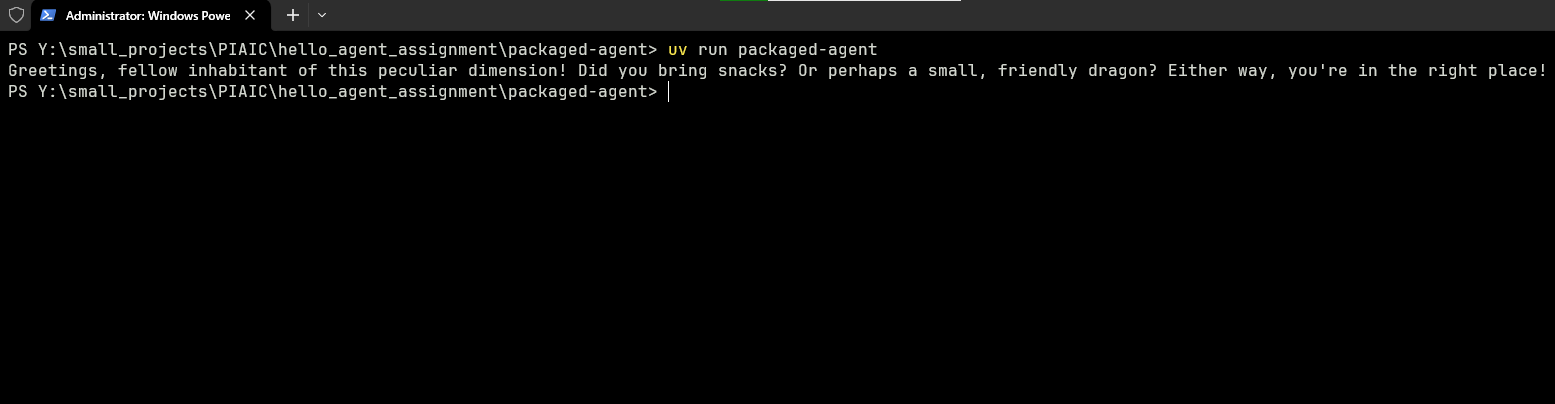 Administrator: Windows Powe
PS Y:\small_projects\PIAIC\hello_agent_assignment\packaged-agent> uv run packaged-agent
Greetings, fellow inhabitant of this peculiar dimension! Did you bring snacks? Or perhaps a small, friendly dragon? Either way, you're in the right place!
PS Y:\small_projects\PIAIC\hello_agent_assignment\packaged-agent>